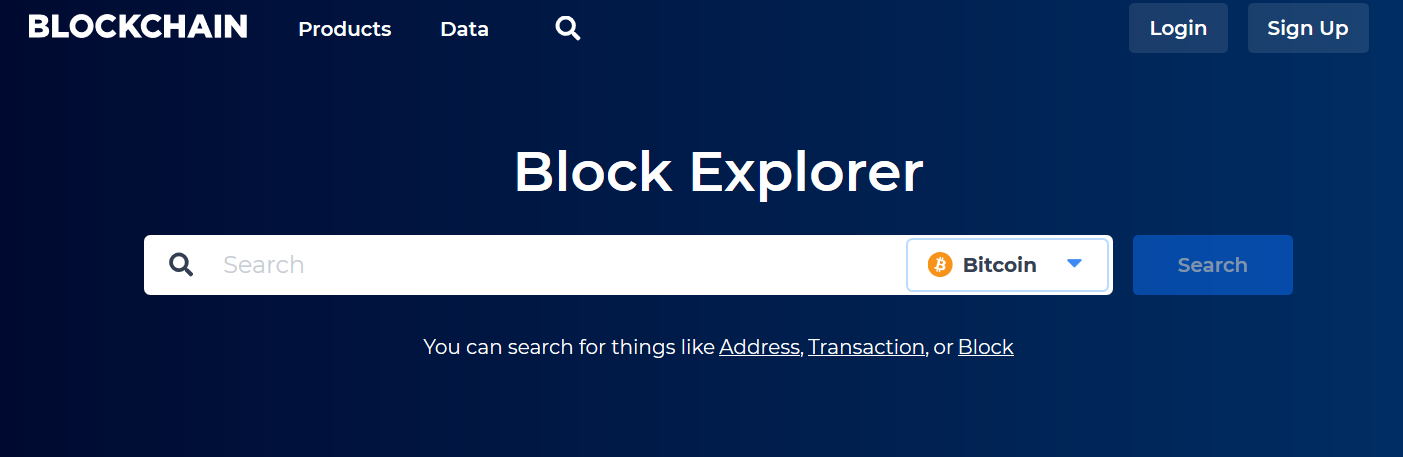 BLOCKCHAIN Products Data Login Sign Up
Block Explorer
Search Bitcoin Search
You can search for things like Address, Transaction, or Block